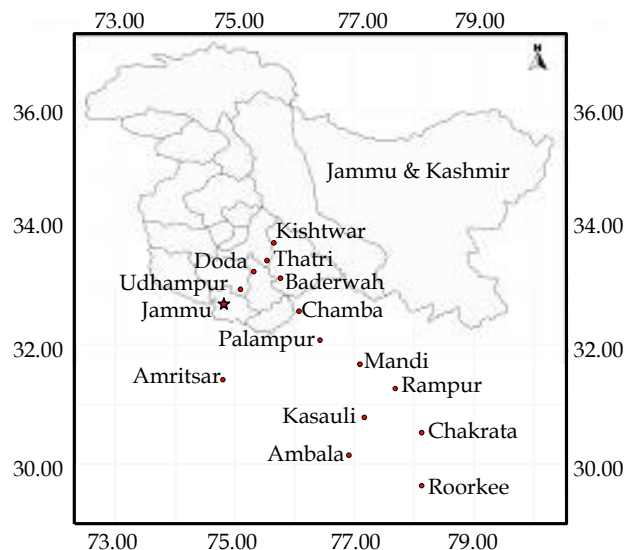 73.00 75.00 77.00 79.00
N
36.00 36.00
Jammu & Kashmir
34.00 34.00
Kishtwar
Doda Thatri
Udhampur Baderwah
Jammu Chamba
Palampur
32.00 32.00
Mandi
Amritsar Rampur
Kasauli
Chakrata
Ambala
30.00 30.00
Roorkee
73.00 75.00 77.00 79.00